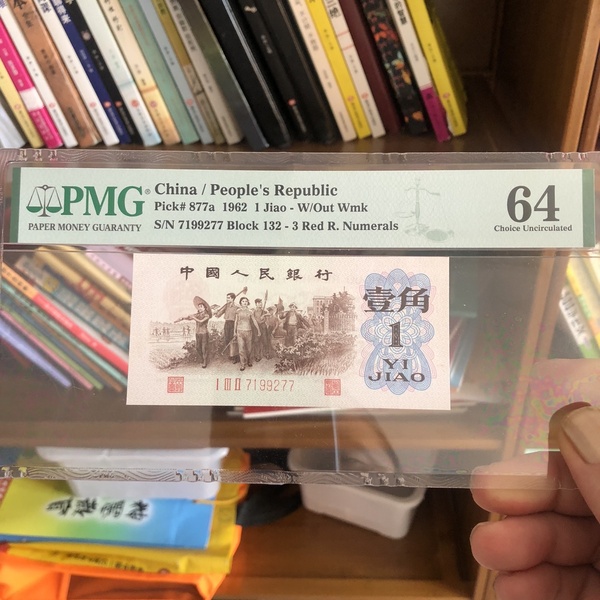 PMG®
PAPER MONEY GUARANTY
China / People's Republic
Pick# 877a 1962 1 Jiao - W/Out Wmk
S/N 7199277 Block 132 - 3 Red R. Numerals
64
Choice Uncirculated
中國人民銀行
壹角
1
YI
JIAO
I III II 7199277